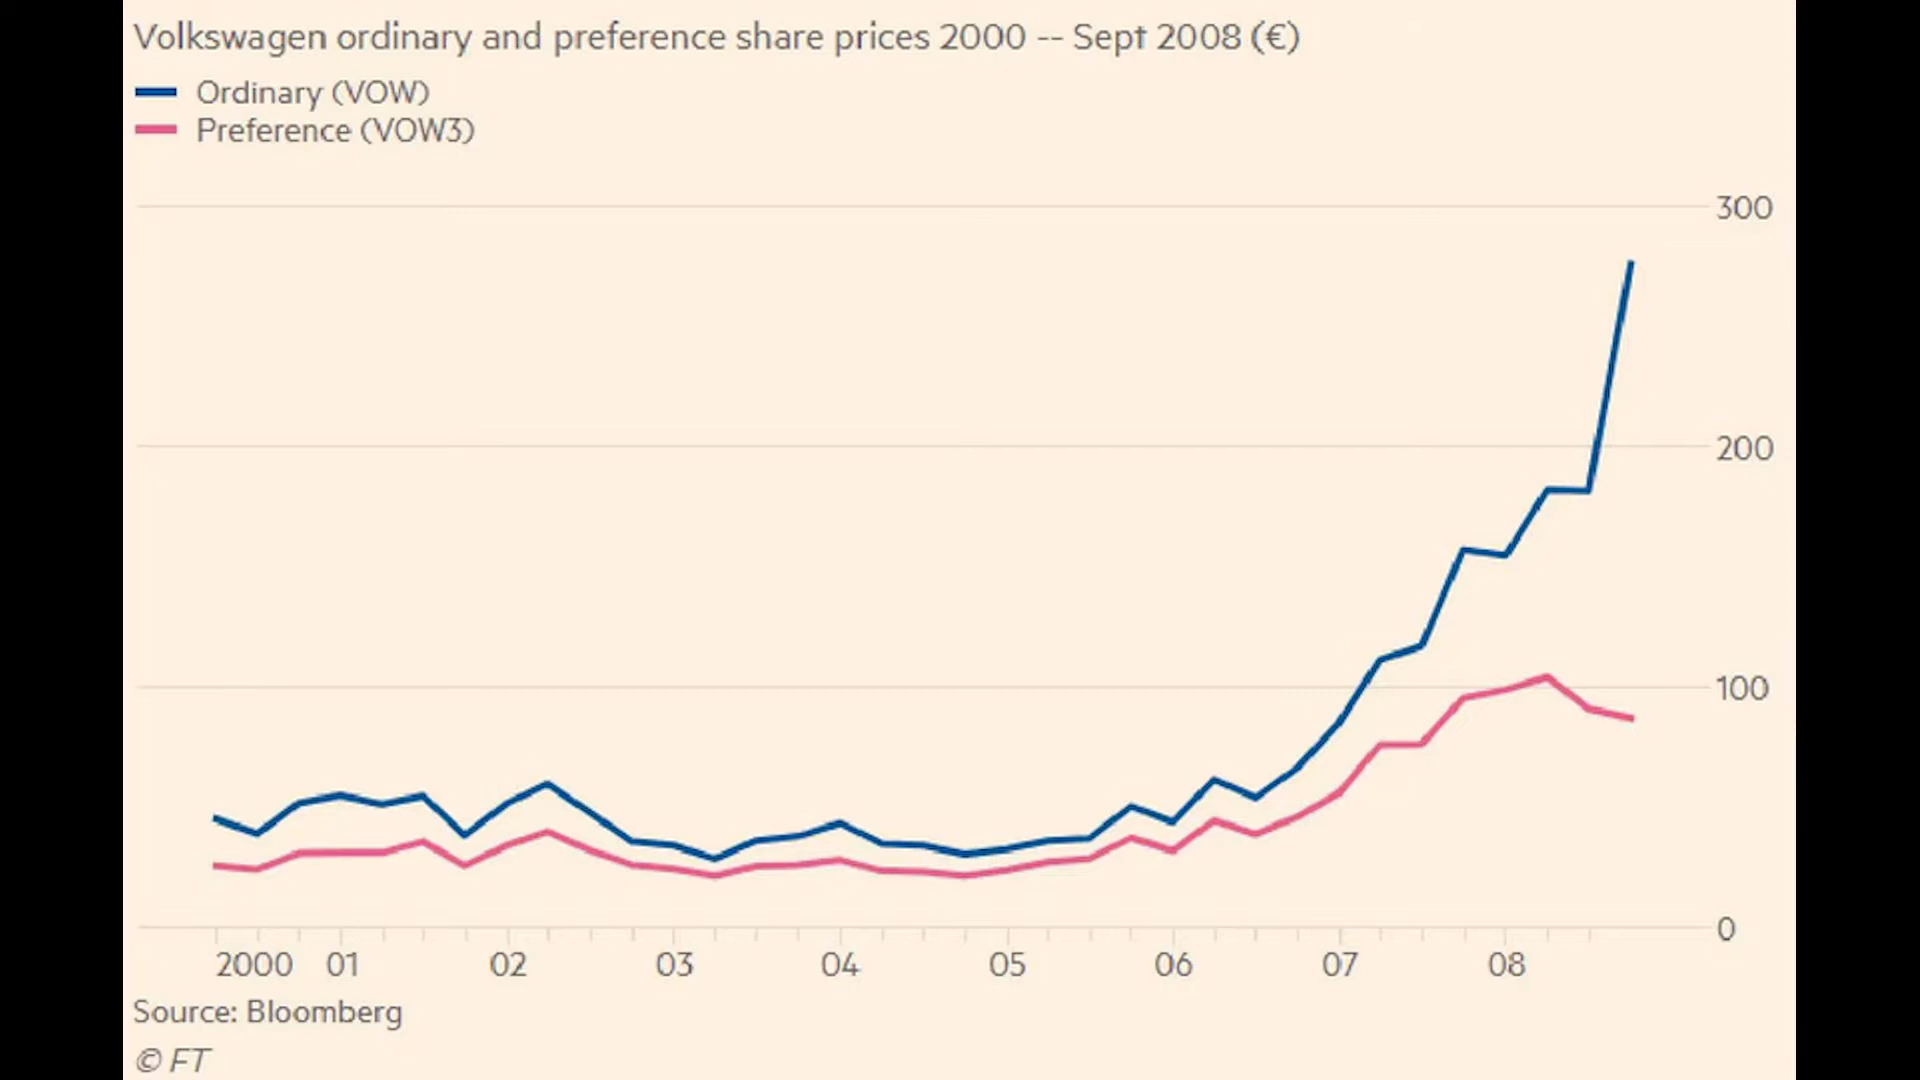 Volkswagen ordinary and preference share prices 2000 -- Sept 2008 (€)
Ordinary (VOW)
Preference (VOW3)
300
200
100
0
2000 01 02 03 04 05 06 07 08
Source: Bloomberg
© FT